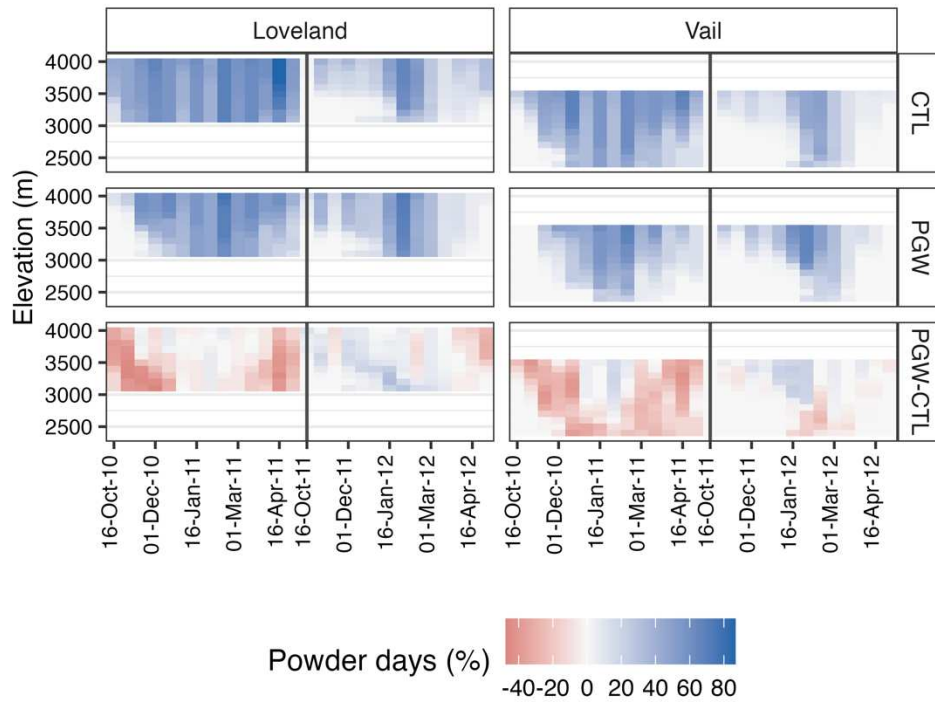 Loveland
Vail
Elevation (m)
4000
3500
3000
2500
CTL
4000
3500
3000
2500
PGW
4000
3500
3000
2500
PGW-CTL
16-Oct-10
01-Dec-10
16-Jan-11
01-Mar-11
16-Apr-11
16-Oct-11
01-Dec-11
16-Jan-12
01-Mar-12
16-Apr-12
16-Oct-10
01-Dec-10
16-Jan-11
01-Mar-11
16-Apr-11
16-Oct-11
01-Dec-11
16-Jan-12
01-Mar-12
16-Apr-12
Powder days (%)
-40 -20 0 20 40 60 80